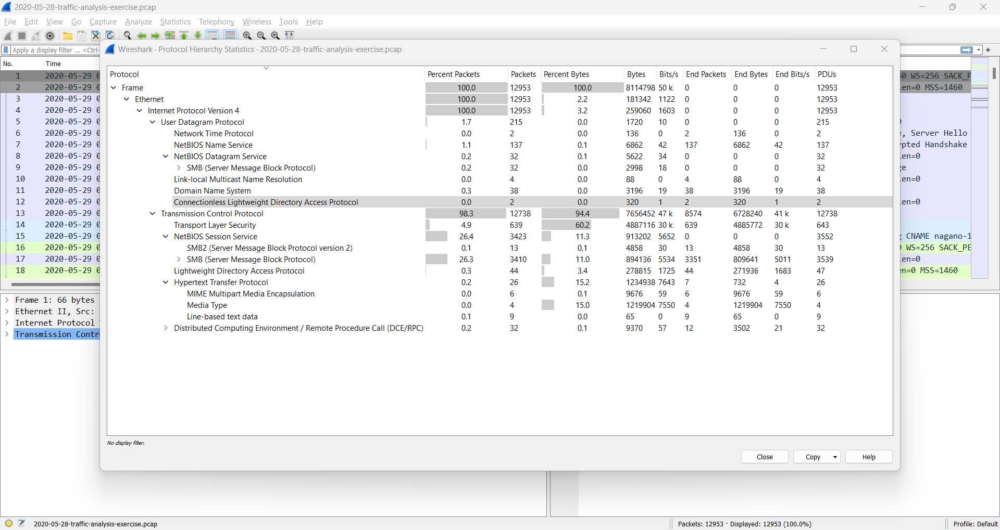 2020-05-28-traffic-analysis-exercise.pcap
File Edit View Go Capture Analyze Statistics Telephony Wireless Tools Help
Apply a display filter ... <Ctrl-
Wireshark · Protocol Hierarchy Statistics · 2020-05-28-traffic-analysis-exercise.pcap
No. Time
Protocol Percent Packets Packets Percent Bytes Bytes Bits/s End Packets End Bytes End Bits/s PDUs
Frame 100.0 12953 100.0 8114798 50 k 0 0 0 12953
Ethernet 100.0 12953 2.2 181342 1122 0 0 0 12953
Internet Protocol Version 4 100.0 12953 3.2 259060 1603 0 0 0 12953
User Datagram Protocol 1.7 215 0.0 1720 10 0 0 0 215
Network Time Protocol 0.0 2 0.0 136 0 2 136 0 2
NetBIOS Name Service 1.1 137 0.1 6862 42 137 6862 42 137
NetBIOS Datagram Service 0.2 32 0.1 5622 34 0 0 0 32
SMB (Server Message Block Protocol) 0.2 32 0.0 2998 18 0 0 0 32
Link-local Multicast Name Resolution 0.0 4 0.0 88 0 4 88 0 4
Domain Name System 0.3 38 0.0 3196 19 38 3196 19 38
Connectionless Lightweight Directory Access Protocol 0.0 2 0.0 320 1 2 320 1 2
Transmission Control Protocol 98.3 12738 94.4 7656452 47 k 8574 6728240 41 k 12738
Transport Layer Security 4.9 639 60.2 4887116 30 k 639 4885772 30 k 643
NetBIOS Session Service 26.4 3423 11.3 913202 5652 0 0 0 3552
SMB2 (Server Message Block Protocol version 2) 0.1 13 0.1 4858 30 13 4858 30 13
SMB (Server Message Block Protocol) 26.3 3410 11.0 894136 5534 3351 809641 5011 3539
Lightweight Directory Access Protocol 0.3 44 3.4 278815 1725 44 271936 1683 47
Hypertext Transfer Protocol 0.2 26 15.2 1234938 7643 7 732 4 26
MIME Multipart Media Encapsulation 0.0 6 0.1 9676 59 6 9676 59 6
Media Type 0.0 4 15.0 1219904 7550 4 1219904 7550 4
Line-based text data 0.1 9 0.0 65 0 9 65 0 9
Distributed Computing Environment / Remote Procedure Call (DCE/RPC) 0.2 32 0.1 9370 57 12 3502 21 32
1 2020-05-29 0
2 2020-05-29 0
3 2020-05-29 0
4 2020-05-29 0
5 2020-05-29 0
6 2020-05-29 0
7 2020-05-29 0
8 2020-05-29 0
9 2020-05-29 0
10 2020-05-29 0
11 2020-05-29 0
12 2020-05-29 0
13 2020-05-29 0
14 2020-05-29 0
15 2020-05-29 0
16 2020-05-29 0
17 2020-05-29 0
18 2020-05-29 0
WS=256 SACK_P
en=0 MSS=1460
, Server Hello
pted Handshake
en=0
en=0
en=0
CNAME nagano-1
WS=256 SACK_PE
en=0
n=0 MSS=1460
Frame 1: 66 bytes
Ethernet II, Src:
Internet Protocol
Transmission Contr
No display filter.
Close Copy Help
2020-05-28-traffic-analysis-exercise.pcap
Packets: 12953 · Displayed: 12953 (100.0%)
Profile: Default